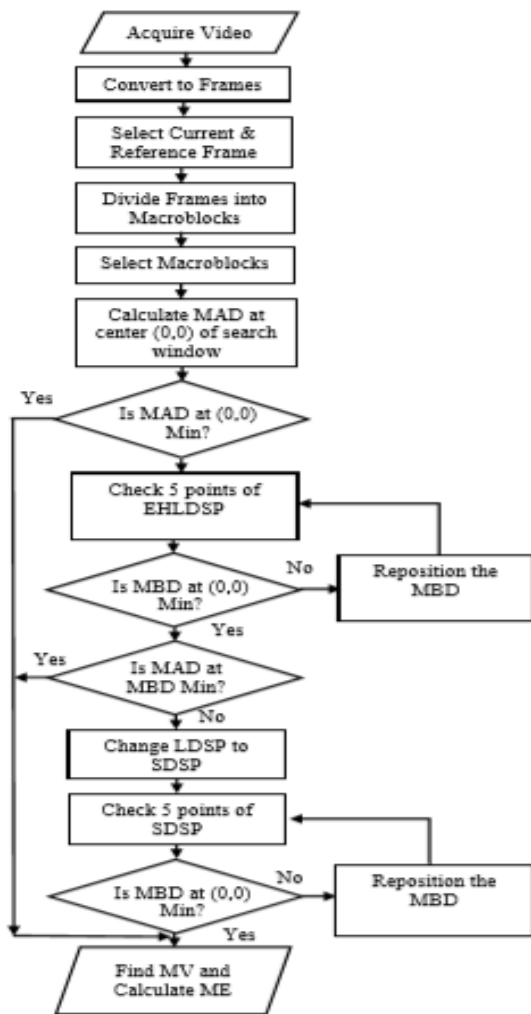 Acquire Video
Convert to Frames
Select Current &
Reference Frame
Divide Frames into
Macroblocks
Select Macroblocks
Calculate MAD at
center (0,0) of search
window
Yes
Is MAD at (0,0)
Min?
Check 5 points of
EHLDSP
Is MBD at (0,0)
Min?
No
Reposition the
MBD
Yes
Yes
Is MAD at
MBD Min?
No
Change LDSP to
SDSP
Check 5 points of
SDSP
Is MBD at (0,0)
Min?
No
Reposition the
MBD
Yes
Find MV and
Calculate ME